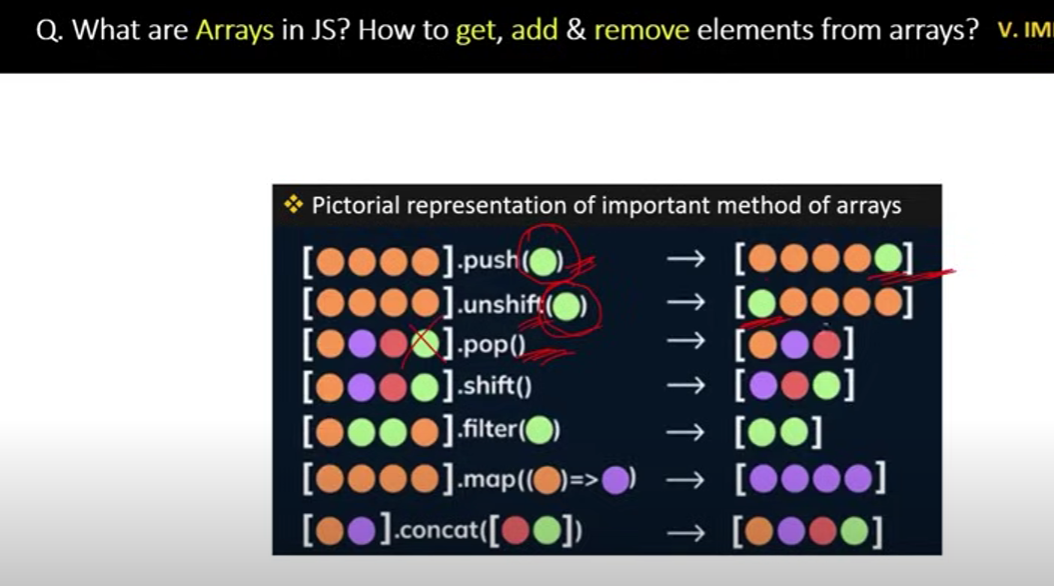 Q. What are Arrays in JS? How to get, add & remove elements from arrays? V. IM
Pictorial representation of important method of arrays
[ ].push( ) → [ ]
[ ].unshift( ) → [ ]
[ ].pop() → [ ]
[ ].shift() → [ ]
[ ].filter( ) → [ ]
[ ].map(( )=> ) → [ ]
[ ].concat([ ]) → [ ]